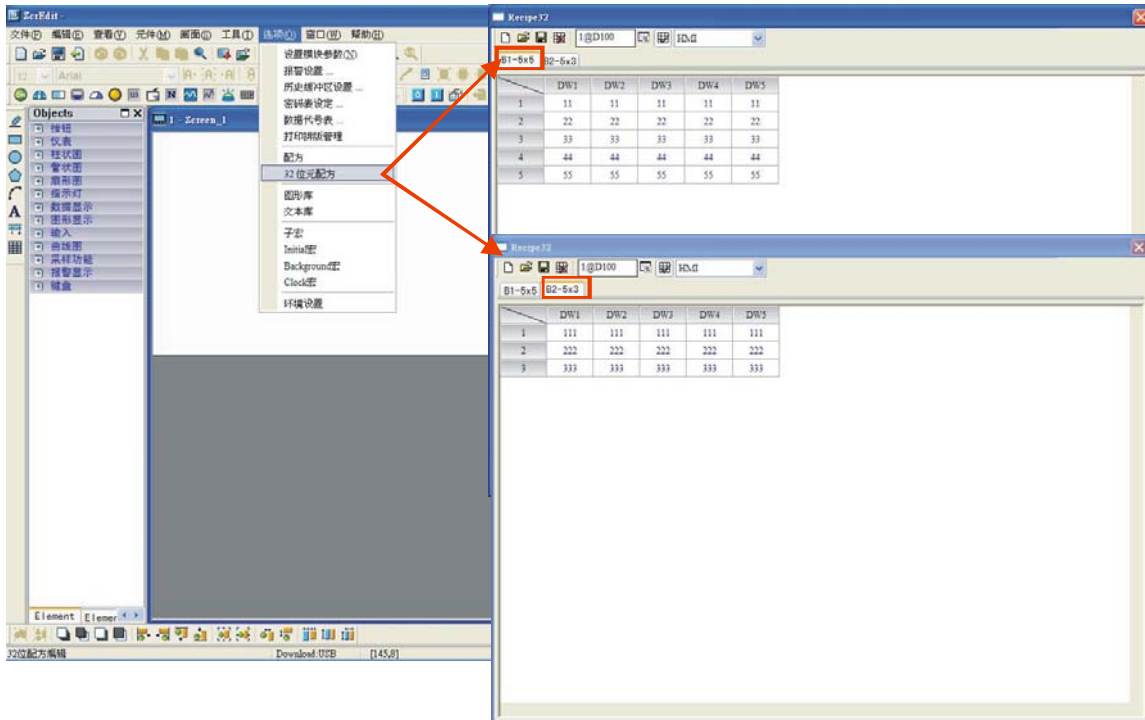 ScrEdit -
文件(F) 编辑(E) 查看(V) 元件(M) 画面(S) 工具(T) 选项(O) 窗口(W) 帮助(H)
12 Arial
Objects
按钮
仪表
柱状图
管状图
扇形图
指示灯
数据显示
图形显示
输入
曲线图
采样功能
报警显示
键盘
1 - Screen_1
设置模块参数(N)
报警设置 ...
历史缓冲区设置 ...
密码表设定 ...
数据代号表 ...
打印排版管理
配方
32 位元配方
图形库
文本库
子宏
Initial宏
Background宏
Clock宏
环境设置
Element Elemer
32位配方编辑 Download:USB [145,8]
Recipe32
1@D100 HMI
B1-5x5 B2-5x3
DW1 DW2 DW3 DW4 DW5
1 11 11 11 11 11
2 22 22 22 22 22
3 33 33 33 33 33
4 44 44 44 44 44
5 55 55 55 55 55
Recipe32
1@D100 HMI
B1-5x5 B2-5x3
DW1 DW2 DW3 DW4 DW5
1 111 111 111 111 111
2 222 222 222 222 222
3 333 333 333 333 333